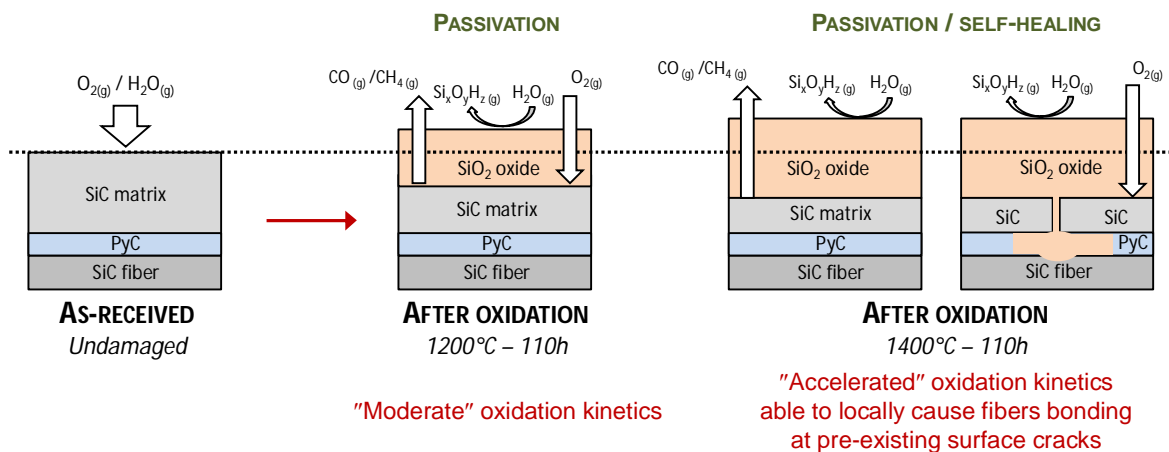 PASSIVATION
PASSIVATION / SELF-HEALING
O2(g) / H2O(g)
SiC matrix
PyC
SiC fiber
AS-RECEIVED
Undamaged
CO (g) /CH4 (g)
SixOyHz (g)
H2O(g)
O2(g)
SiO2 oxide
SiC matrix
PyC
SiC fiber
AFTER OXIDATION
1200°C – 110h
"Moderate" oxidation kinetics
CO (g) /CH4 (g)
SixOyHz (g)
H2O(g)
SiO2 oxide
SiC matrix
PyC
SiC fiber
SixOyHz (g)
H2O(g)
O2(g)
SiO2 oxide
SiC
SiC
PyC
SiC fiber
AFTER OXIDATION
1400°C – 110h
"Accelerated" oxidation kinetics
able to locally cause fibers bonding
at pre-existing surface cracks